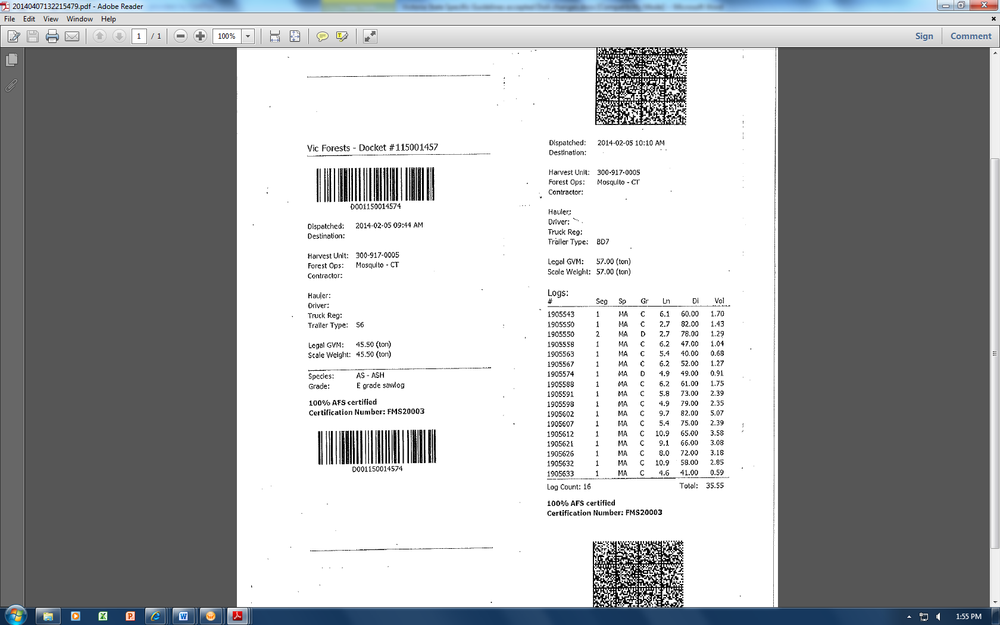 20140407132215479.pdf - Adobe Reader
File Edit View Window Help
1 / 1 100% Sign Comment
Vic Forests - Docket #115001457
D001150014574
Dispatched: 2014-02-05 09:44 AM
Destination:
Harvest Unit: 300-917-0005
Forest Ops: Mosquito - CT
Contractor:
Hauler:
Driver:
Truck Reg:
Trailer Type: S6
Legal GVM: 45.50 (ton)
Scale Weight: 45.50 (ton)
Species: AS - ASH
Grade: E grade sawlog
100% AFS certified
Certification Number: FMS20003
D001150014574
Dispatched: 2014-02-05 10:10 AM
Destination:
Harvest Unit: 300-917-0005
Forest Ops: Mosquito - CT
Contractor:
Hauler:
Driver:
Truck Reg:
Trailer Type: BD7
Legal GVM: 57.00 (ton)
Scale Weight: 57.00 (ton)
Logs:
# Seg Sp Gr Ln Di Vol
1905543 1 MA C 6.1 60.00 1.70
1905550 1 MA C 2.7 82.00 1.43
1905550 2 MA D 2.7 78.00 1.29
1905558 1 MA C 6.2 47.00 1.04
1905563 1 MA C 5.4 40.00 0.68
1905567 1 MA C 6.2 52.00 1.27
1905574 1 MA D 4.9 49.00 0.91
1905588 1 MA C 6.2 61.00 1.75
1905591 1 MA C 5.8 73.00 2.39
1905598 1 MA C 4.9 79.00 2.35
1905602 1 MA C 9.7 82.00 5.07
1905607 1 MA C 5.4 75.00 2.39
1905612 1 MA C 10.9 65.00 3.58
1905621 1 MA C 9.1 66.00 3.08
1905626 1 MA C 8.0 72.00 3.18
1905632 1 MA C 10.9 58.00 2.85
1905633 1 MA C 4.6 41.00 0.59
Log Count: 16 Total: 35.55
100% AFS certified
Certification Number: FMS20003
1:55 PM